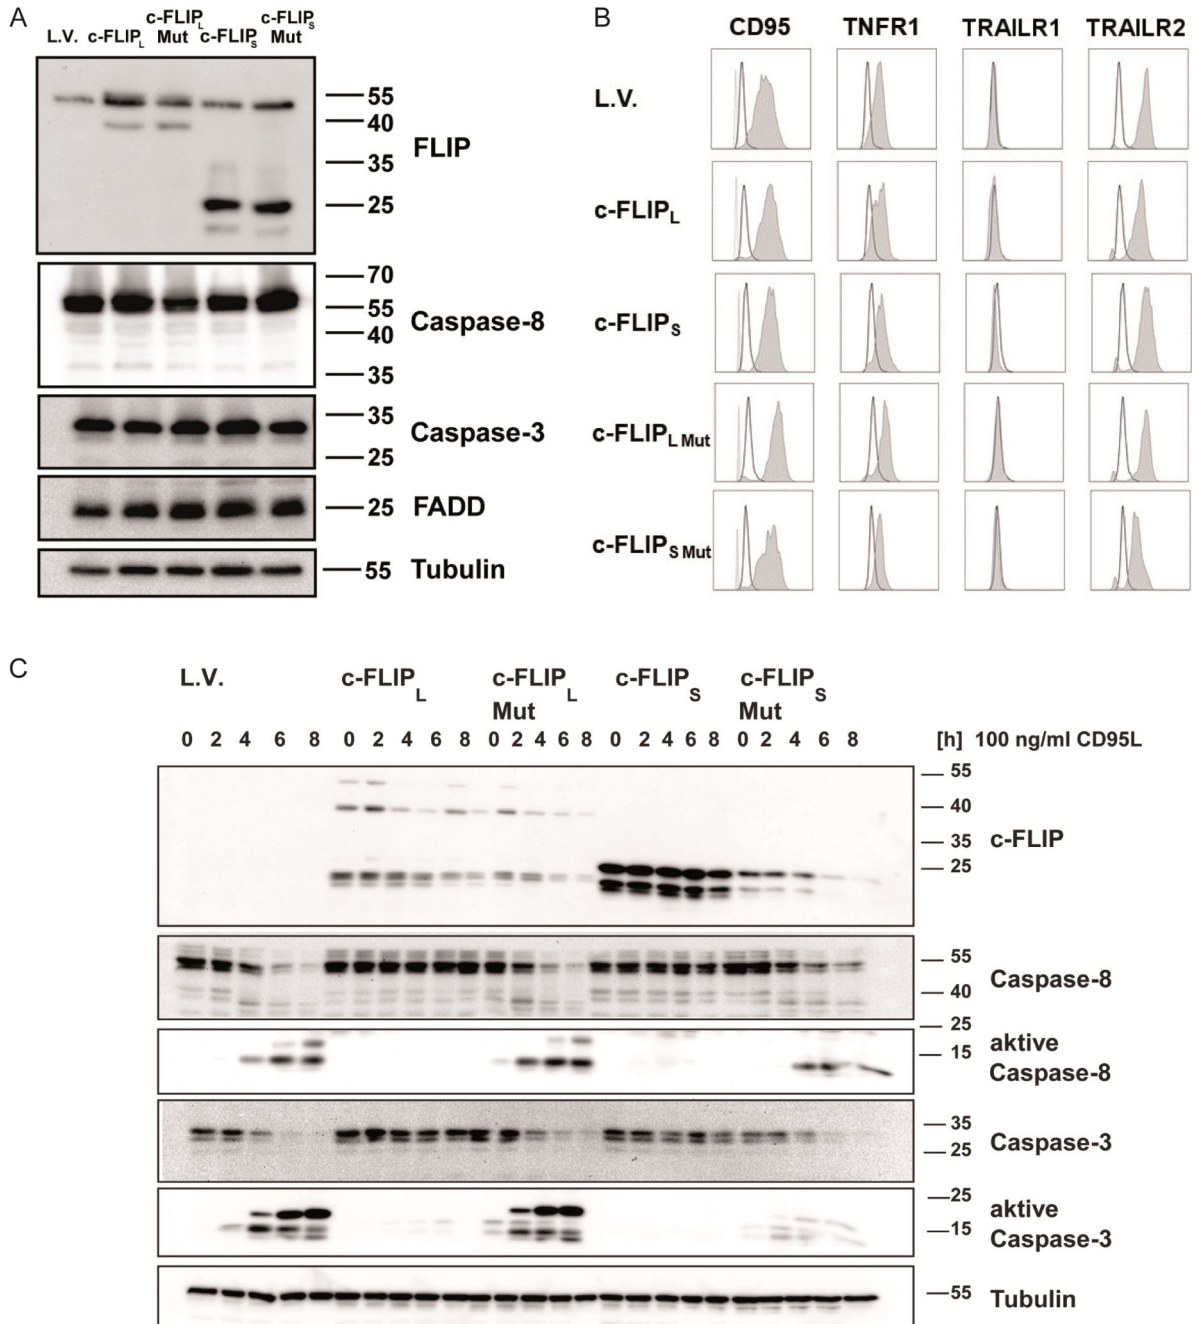 A
L.V. c-FLIPL c-FLIPL Mut c-FLIPS c-FLIPS Mut
55
40
35
25
FLIP
70
55
40
35
Caspase-8
35
25
Caspase-3
25
FADD
55
Tubulin
B
CD95 TNFR1 TRAILR1 TRAILR2
L.V.
c-FLIPL
c-FLIPS
c-FLIPL Mut
c-FLIPS Mut
C
L.V. c-FLIPL c-FLIPL Mut c-FLIPS c-FLIPS Mut
0 2 4 6 8 0 2 4 6 8 0 2 4 6 8 0 2 4 6 8 0 2 4 6 8 [h] 100 ng/ml CD95L
55
40
35
25
c-FLIP
55
40
Caspase-8
25
15
aktive
Caspase-8
35
25
Caspase-3
25
15
aktive
Caspase-3
55
Tubulin